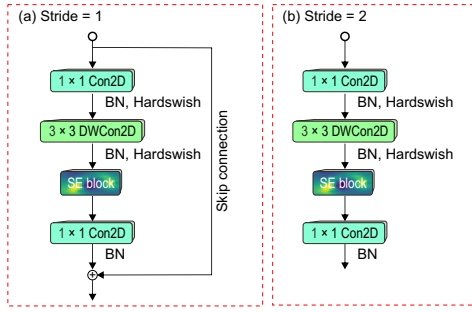 (a) Stride = 1
1 × 1 Con2D
BN, Hardswish
3 × 3 DWCon2D
BN, Hardswish
SE block
1 × 1 Con2D
BN
Skip connection
(b) Stride = 2
1 × 1 Con2D
BN, Hardswish
3 × 3 DWCon2D
BN, Hardswish
SE block
1 × 1 Con2D
BN